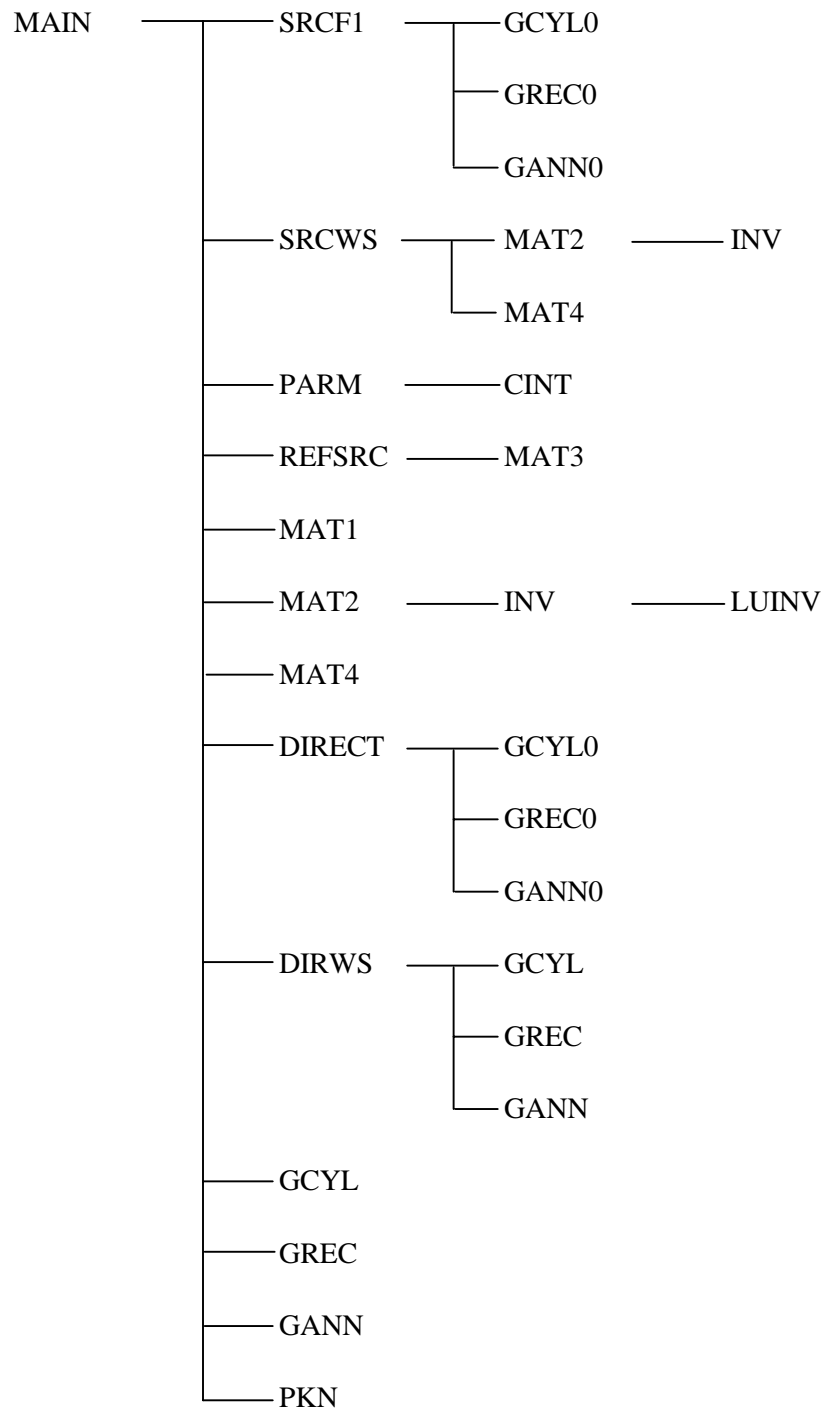 MAIN SRCF1 GCYL0
GREC0
GANN0
SRCWS MAT2 INV
MAT4
PARM CINT
REFSRC MAT3
MAT1
MAT2 INV LUINV
MAT4
DIRECT GCYL0
GREC0
GANN0
DIRWS GCYL
GREC
GANN
GCYL
GREC
GANN
PKN